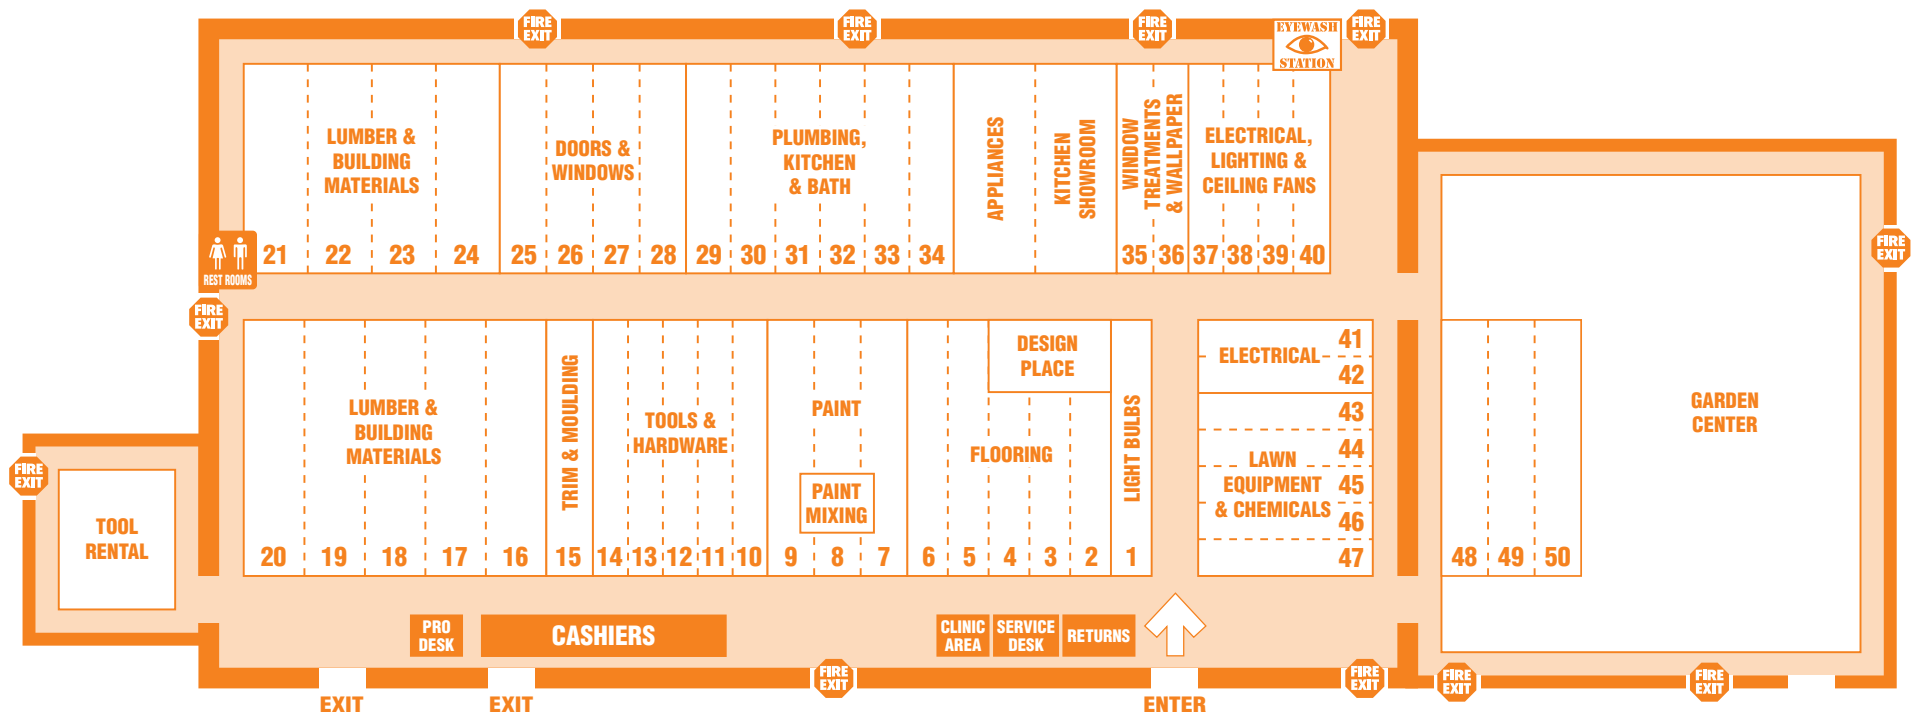 FIRE
EXIT
FIRE
EXIT
FIRE
EXIT
EYEWASH
STATION
FIRE
EXIT
LUMBER &
BUILDING
MATERIALS
DOORS &
WINDOWS
PLUMBING,
KITCHEN
& BATH
APPLIANCES
KITCHEN
SHOWROOM
WINDOW
TREATMENTS
& WALLPAPER
ELECTRICAL,
LIGHTING &
CEILING FANS
21 22 23 24 25 26 27 28 29 30 31 32 33 34 35 36 37 38 39 40
REST ROOMS
FIRE
EXIT
FIRE
EXIT
LUMBER &
BUILDING
MATERIALS
TRIM & MOULDING
TOOLS &
HARDWARE
PAINT
PAINT
MIXING
DESIGN
PLACE
FLOORING
LIGHT BULBS
20 19 18 17 16 15 14 13 12 11 10 9 8 7 6 5 4 3 2 1
ELECTRICAL
41
42
43
44
45
46
47
LAWN
EQUIPMENT
& CHEMICALS
48 49 50
GARDEN
CENTER
FIRE
EXIT
TOOL
RENTAL
PRO
DESK
CASHIERS
CLINIC
AREA
SERVICE
DESK
RETURNS
FIRE
EXIT
FIRE
EXIT
FIRE
EXIT
FIRE
EXIT
EXIT
EXIT
ENTER